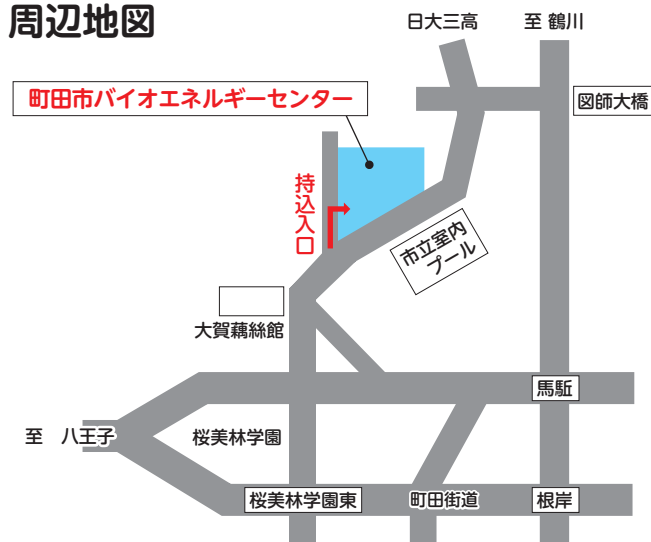 周辺地図
日大三高
至 鶴川
町田市バイオエネルギーセンター
図師大橋
持込入口
市立室内
プール
大賀藕絲館
馬駈
至 八王子
桜美林学園
桜美林学園東
町田街道
根岸